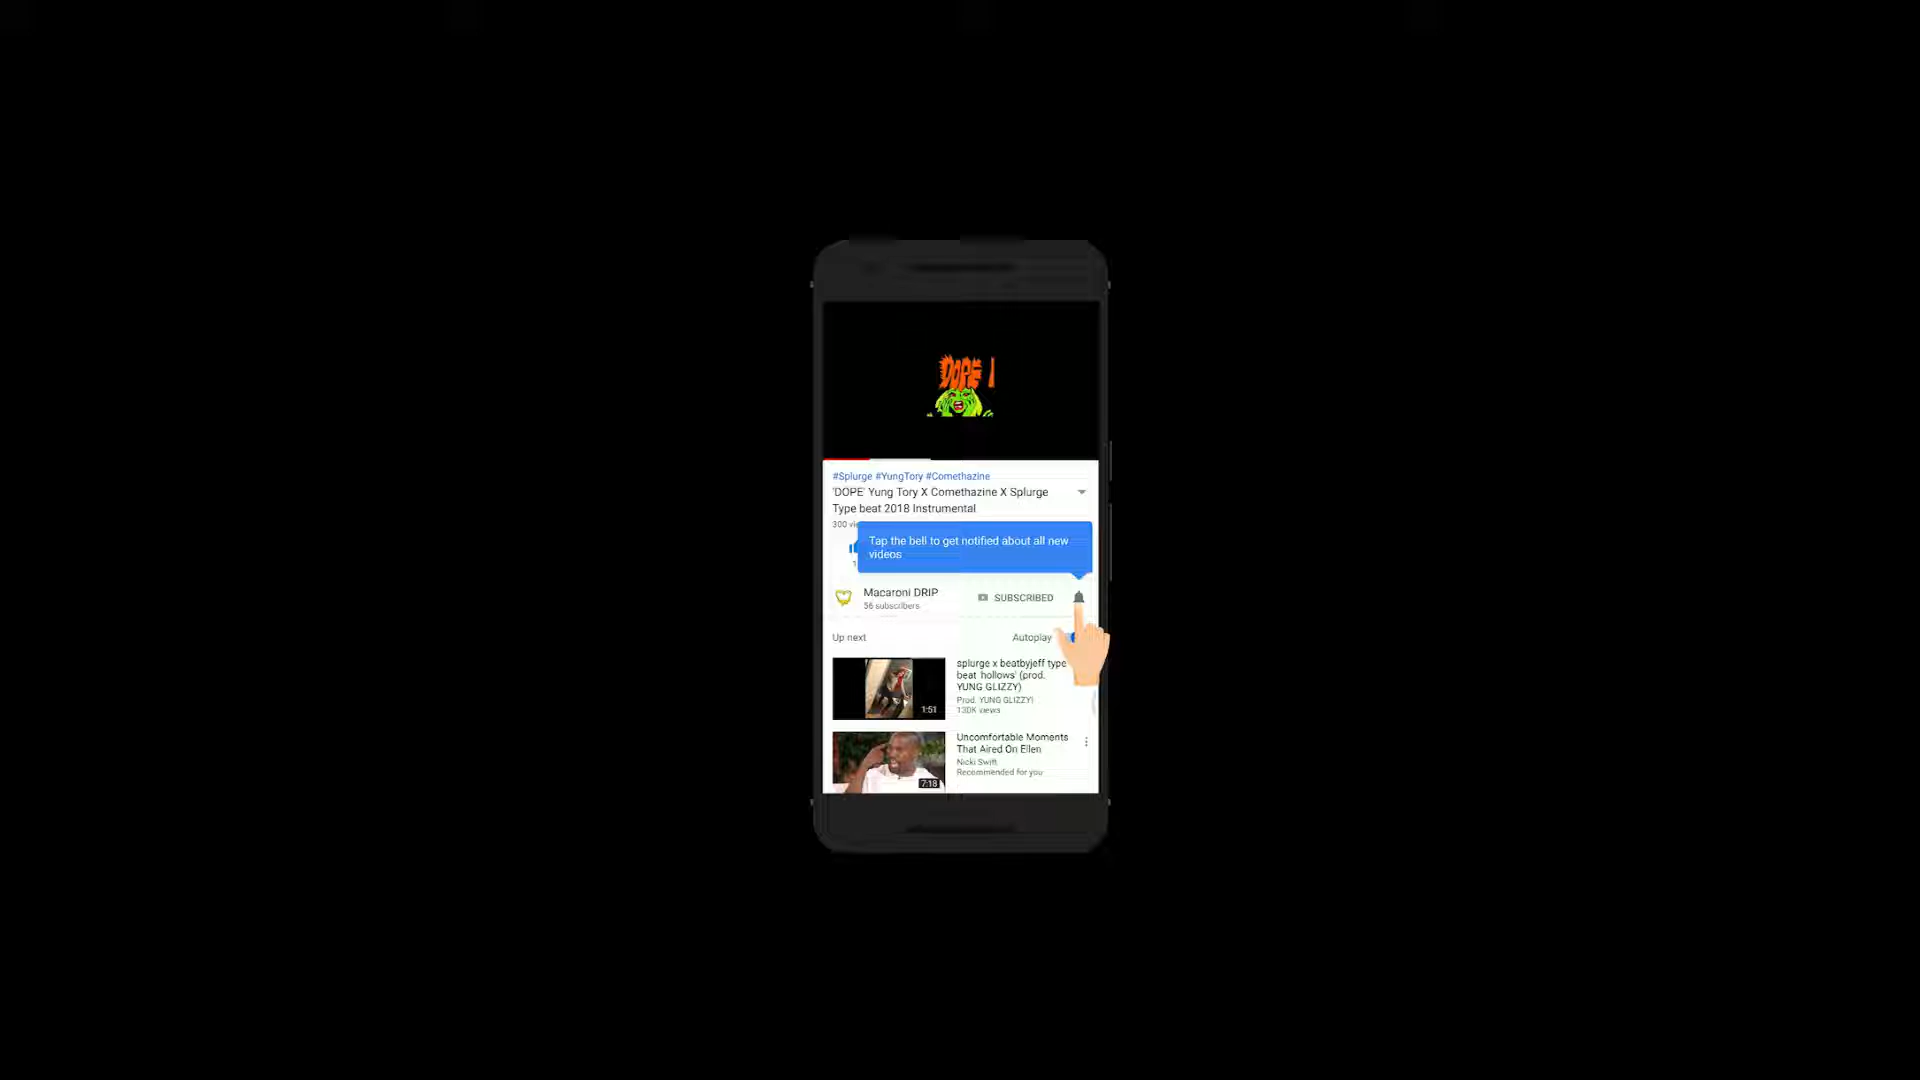 DOPE !
#Splurge #YungTory #Comethazine
'DOPE' Yung Tory X Comethazine X Splurge
Type beat 2018 Instrumental
300
Tap the bell to get notified about all new
videos
1
Macaroni DRIP
56 subscribers
SUBSCRIBED
Up next
Autoplay
splurge x beatbyjeff type
beat 'hollows' (prod.
YUNG GLIZZY)
Prod. YUNG GLIZZY!
130K views
1:51
Uncomfortable Moments
That Aired On Ellen
Nicki Swift
Recommended for you
7:18